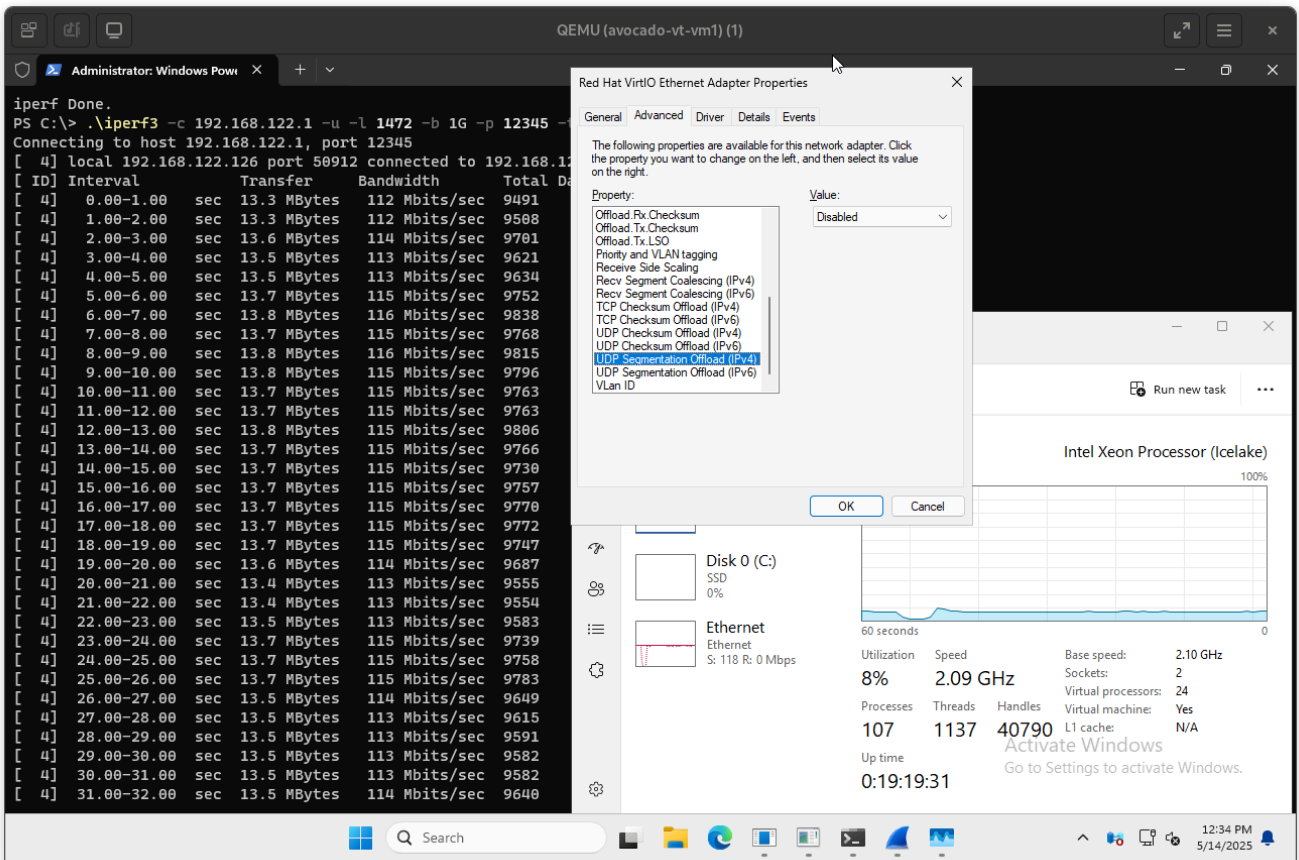 QEMU (avocado-vt-vm1) (1)
Administrator: Windows Powe
iperf Done.
PS C:\> .\iperf3 -c 192.168.122.1 -u -l 1472 -b 1G -p 12345
Connecting to host 192.168.122.1, port 12345
[  4] local 192.168.122.126 port 50912 connected to 192.168.12
[ ID] Interval Transfer Bandwidth Total Da
[  4] 0.00-1.00 sec 13.3 MBytes 112 Mbits/sec 9491
[  4] 1.00-2.00 sec 13.3 MBytes 112 Mbits/sec 9508
[  4] 2.00-3.00 sec 13.6 MBytes 114 Mbits/sec 9701
[  4] 3.00-4.00 sec 13.5 MBytes 113 Mbits/sec 9621
[  4] 4.00-5.00 sec 13.5 MBytes 113 Mbits/sec 9634
[  4] 5.00-6.00 sec 13.7 MBytes 115 Mbits/sec 9752
[  4] 6.00-7.00 sec 13.8 MBytes 116 Mbits/sec 9838
[  4] 7.00-8.00 sec 13.7 MBytes 115 Mbits/sec 9768
[  4] 8.00-9.00 sec 13.8 MBytes 116 Mbits/sec 9815
[  4] 9.00-10.00 sec 13.8 MBytes 115 Mbits/sec 9796
[  4] 10.00-11.00 sec 13.7 MBytes 115 Mbits/sec 9763
[  4] 11.00-12.00 sec 13.7 MBytes 115 Mbits/sec 9763
[  4] 12.00-13.00 sec 13.8 MBytes 115 Mbits/sec 9806
[  4] 13.00-14.00 sec 13.7 MBytes 115 Mbits/sec 9766
[  4] 14.00-15.00 sec 13.7 MBytes 115 Mbits/sec 9730
[  4] 15.00-16.00 sec 13.7 MBytes 115 Mbits/sec 9757
[  4] 16.00-17.00 sec 13.7 MBytes 115 Mbits/sec 9770
[  4] 17.00-18.00 sec 13.7 MBytes 115 Mbits/sec 9772
[  4] 18.00-19.00 sec 13.7 MBytes 115 Mbits/sec 9747
[  4] 19.00-20.00 sec 13.6 MBytes 114 Mbits/sec 9687
[  4] 20.00-21.00 sec 13.4 MBytes 113 Mbits/sec 9555
[  4] 21.00-22.00 sec 13.4 MBytes 113 Mbits/sec 9554
[  4] 22.00-23.00 sec 13.5 MBytes 113 Mbits/sec 9583
[  4] 23.00-24.00 sec 13.7 MBytes 115 Mbits/sec 9739
[  4] 24.00-25.00 sec 13.7 MBytes 115 Mbits/sec 9758
[  4] 25.00-26.00 sec 13.7 MBytes 115 Mbits/sec 9783
[  4] 26.00-27.00 sec 13.5 MBytes 114 Mbits/sec 9649
[  4] 27.00-28.00 sec 13.5 MBytes 113 Mbits/sec 9615
[  4] 28.00-29.00 sec 13.5 MBytes 113 Mbits/sec 9591
[  4] 29.00-30.00 sec 13.5 MBytes 113 Mbits/sec 9582
[  4] 30.00-31.00 sec 13.5 MBytes 113 Mbits/sec 9582
[  4] 31.00-32.00 sec 13.5 MBytes 114 Mbits/sec 9640
Red Hat VirtIO Ethernet Adapter Properties
General Advanced Driver Details Events
The following properties are available for this network adapter. Click
the property you want to change on the left, and then select its value
on the right.
Property:
Offload.Rx.Checksum
Offload.Tx.Checksum
Offload.Tx.LSO
Priority and VLAN tagging
Receive Side Scaling
Recv Segment Coalescing (IPv4)
Recv Segment Coalescing (IPv6)
TCP Checksum Offload (IPv4)
TCP Checksum Offload (IPv6)
UDP Checksum Offload (IPv4)
UDP Checksum Offload (IPv6)
UDP Segmentation Offload (IPv4)
UDP Segmentation Offload (IPv6)
VLan ID
Value:
Disabled
OK Cancel
Run new task
Intel Xeon Processor (Icelake)
100%
Disk 0 (C:)
SSD
0%
Ethernet
Ethernet
S: 118 R: 0 Mbps
60 seconds 0
Utilization Speed
8% 2.09 GHz
Processes Threads Handles
107 1137 40790
Up time
0:19:19:31
Base speed: 2.10 GHz
Sockets: 2
Virtual processors: 24
Virtual machine: Yes
L1 cache: N/A
Activate Windows
Go to Settings to activate Windows.
Search
12:34 PM
5/14/2025